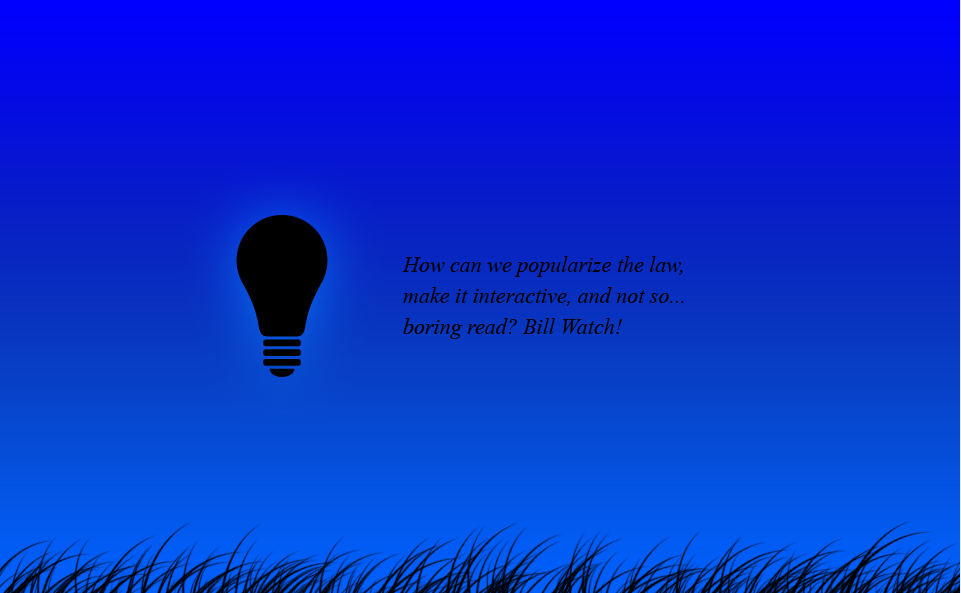 How can we popularize the law,
make it interactive, and not so...
boring read? Bill Watch!